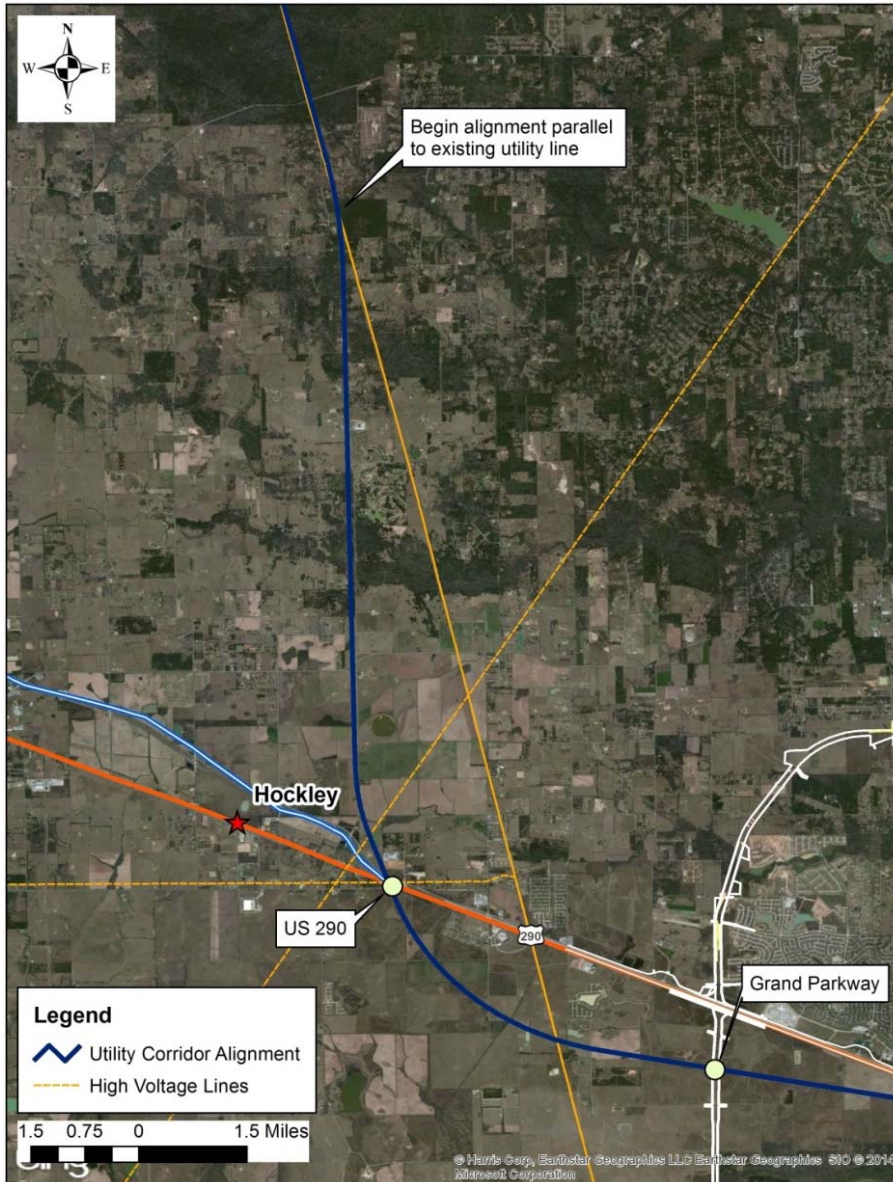 N
W E
S
Begin alignment parallel
to existing utility line
Hockley
US 290
290
Grand Parkway
Legend
Utility Corridor Alignment
High Voltage Lines
1.5 0.75 0 1.5 Miles
© Harris Corp, Earthstar Geographics LLC Earthstar Geographics SIO © 2014
Microsoft Corporation